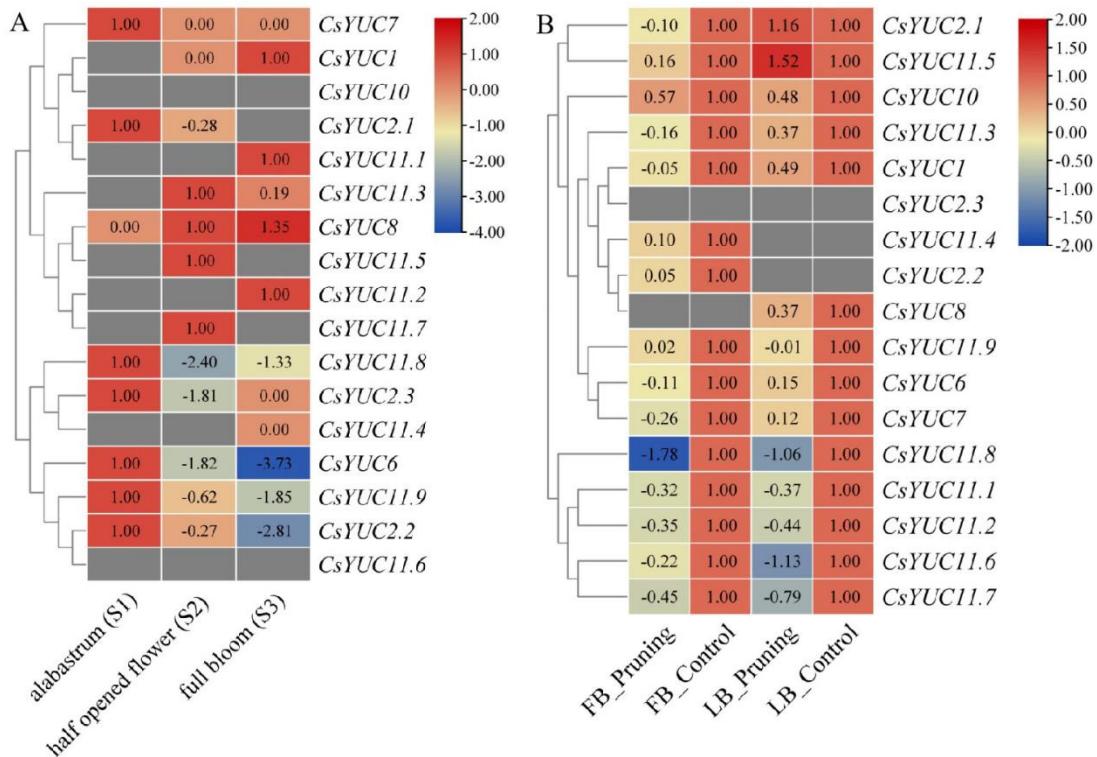 A
1.00 0.00 0.00 CsYUC7
0.00 1.00 CsYUC1
CsYUC10
1.00 -0.28 CsYUC2.1
1.00 CsYUC11.1
1.00 0.19 CsYUC11.3
0.00 1.00 1.35 CsYUC8
1.00 CsYUC11.5
1.00 CsYUC11.2
1.00 CsYUC11.7
1.00 -2.40 -1.33 CsYUC11.8
1.00 -1.81 0.00 CsYUC2.3
0.00 CsYUC11.4
1.00 -1.82 -3.73 CsYUC6
1.00 -0.62 -1.85 CsYUC11.9
1.00 -0.27 -2.81 CsYUC2.2
CsYUC11.6
alabastrum (S1)
half opened flower (S2)
full bloom (S3)
2.00
1.00
0.00
-1.00
-2.00
-3.00
-4.00
B
-0.10 1.00 1.16 1.00 CsYUC2.1
0.16 1.00 1.52 1.00 CsYUC11.5
0.57 1.00 0.48 1.00 CsYUC10
-0.16 1.00 0.37 1.00 CsYUC11.3
-0.05 1.00 0.49 1.00 CsYUC1
CsYUC2.3
0.10 1.00 CsYUC11.4
0.05 1.00 CsYUC2.2
0.37 1.00 CsYUC8
0.02 1.00 -0.01 1.00 CsYUC11.9
-0.11 1.00 0.15 1.00 CsYUC6
-0.26 1.00 0.12 1.00 CsYUC7
-1.78 1.00 -1.06 1.00 CsYUC11.8
-0.32 1.00 -0.37 1.00 CsYUC11.1
-0.35 1.00 -0.44 1.00 CsYUC11.2
-0.22 1.00 -1.13 1.00 CsYUC11.6
-0.45 1.00 -0.79 1.00 CsYUC11.7
FB_Pruning
FB_Control
LB_Pruning
LB_Control
2.00
1.50
1.00
0.50
0.00
-0.50
-1.00
-1.50
-2.00